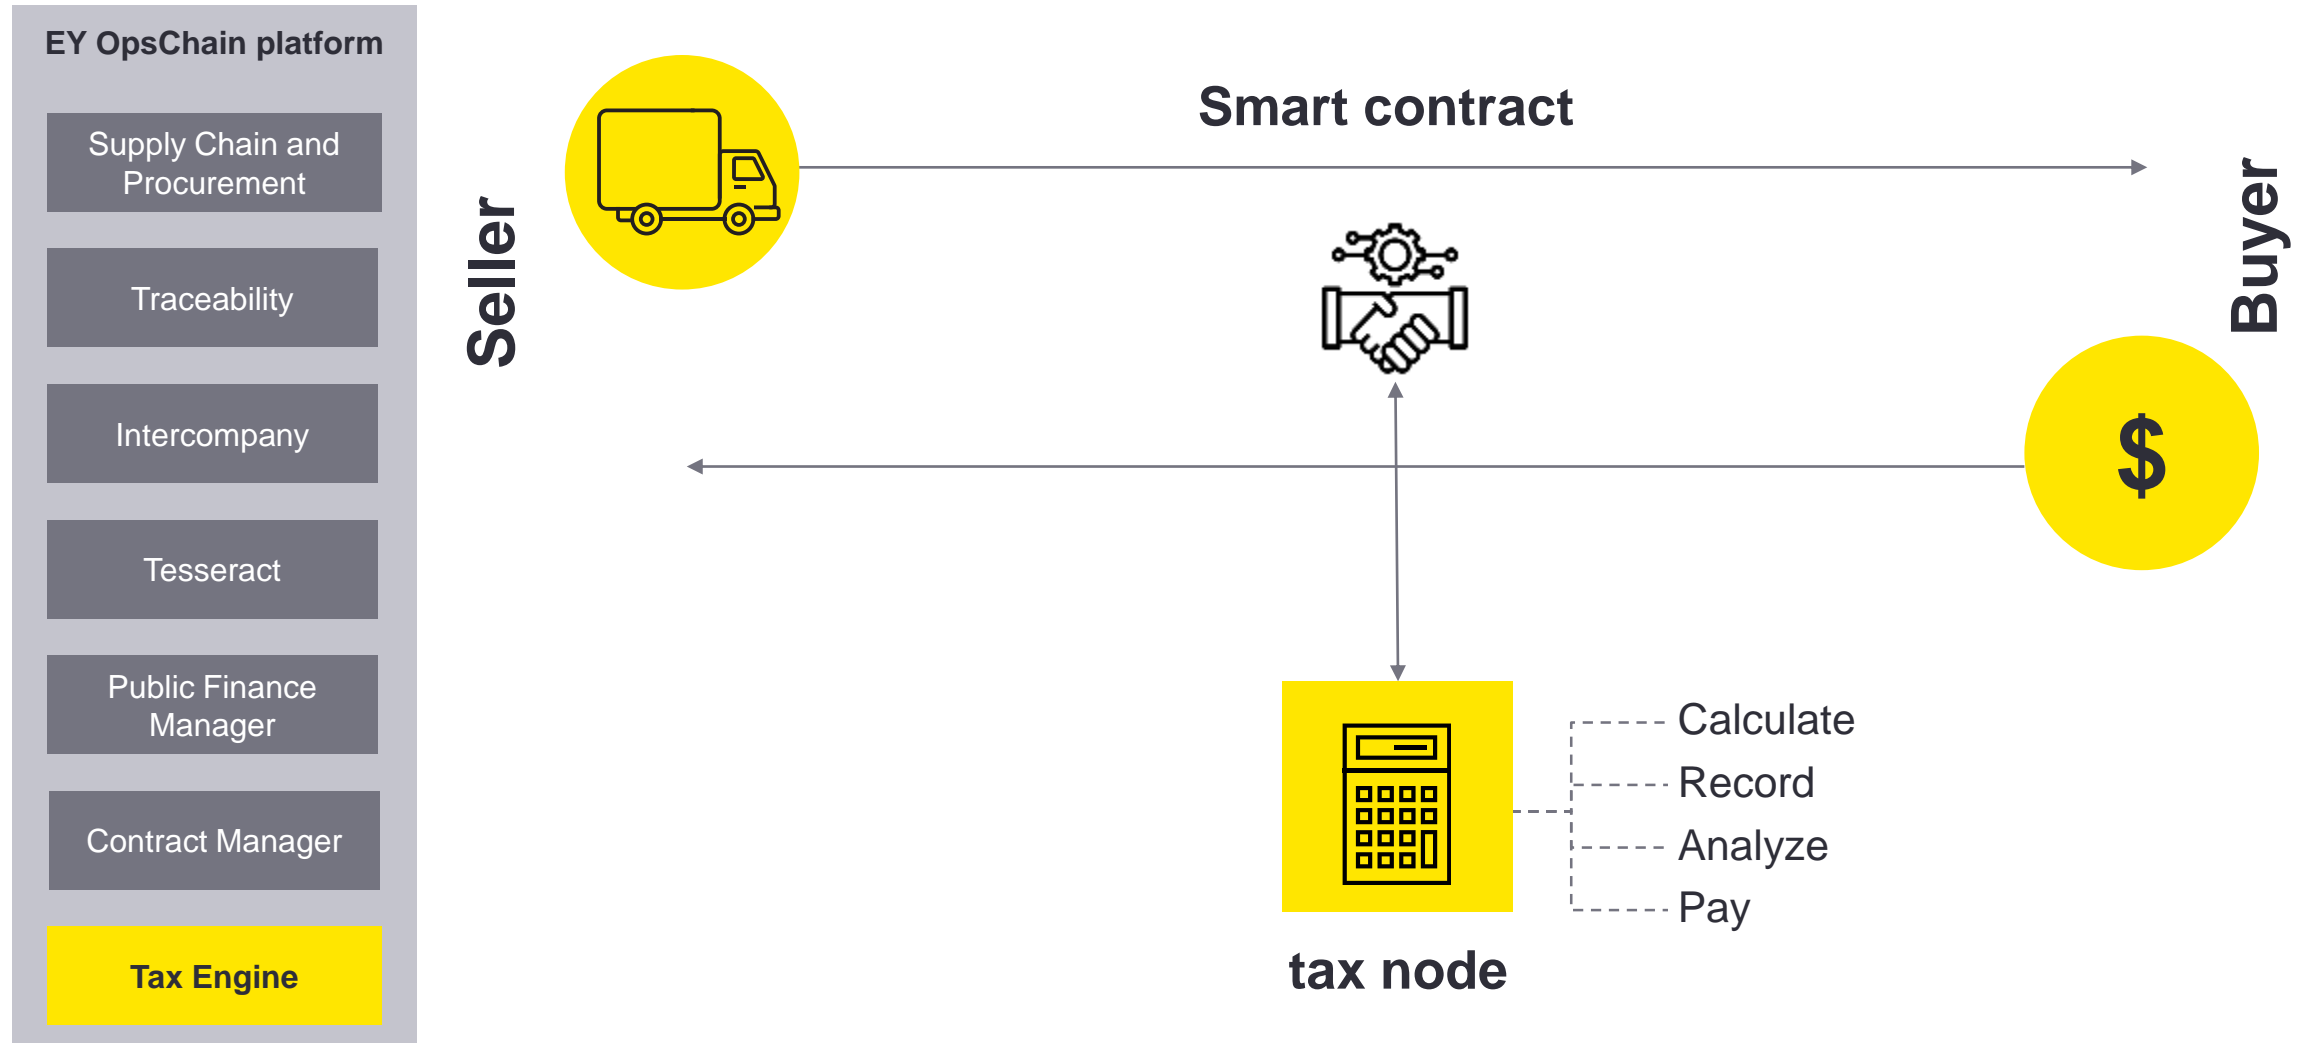 EY OpsChain platform
Supply Chain and
Procurement
Traceability
Intercompany
Tesseract
Public Finance
Manager
Contract Manager
Tax Engine
Seller
Smart contract
Buyer
$
Calculate
Record
Analyze
Pay
tax node